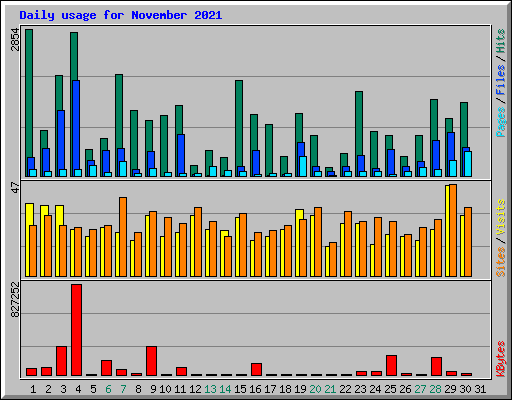 Daily usage for November 2021
2854
Pages / Files / Hits
47
Sites / Visits
827252
KBytes
1 2 3 4 5 6 7 8 9 10 11 12 13 14 15 16 17 18 19 20 21 22 23 24 25 26 27 28 29 30 31